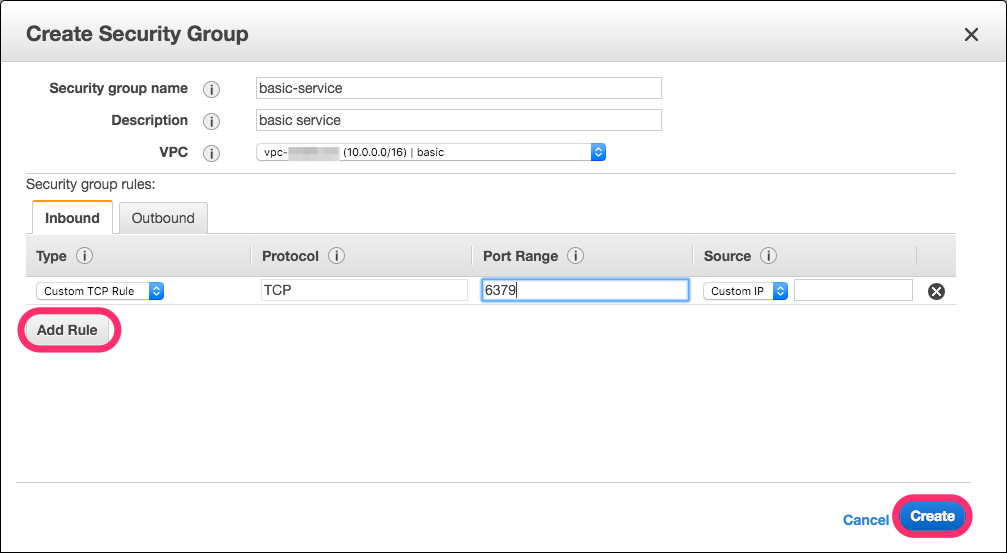 Create Security Group
Security group name i basic-service
Description i basic service
VPC i vpc- (10.0.0.0/16) | basic
Security group rules:
Inbound Outbound
Type i Protocol i Port Range i Source i
Custom TCP Rule TCP 6379 Custom IP
Add Rule
Cancel Create